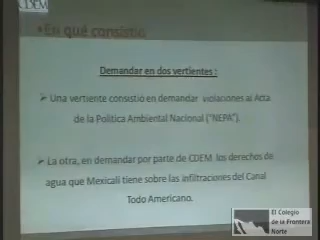 CDEM
•En qué consistio
Demandar en dos vertientes :
➢ Una vertiente consistió en demandar violaciones al Acta
de la Politica Ambiental Nacional ("NEPA").
➢ La otra, en demandar por parte de CDEM los derechos de
agua que Mexicali tiene sobre las infiltraciones del Canal
Todo Americano.
El Colegio
de la Frontera
Norte